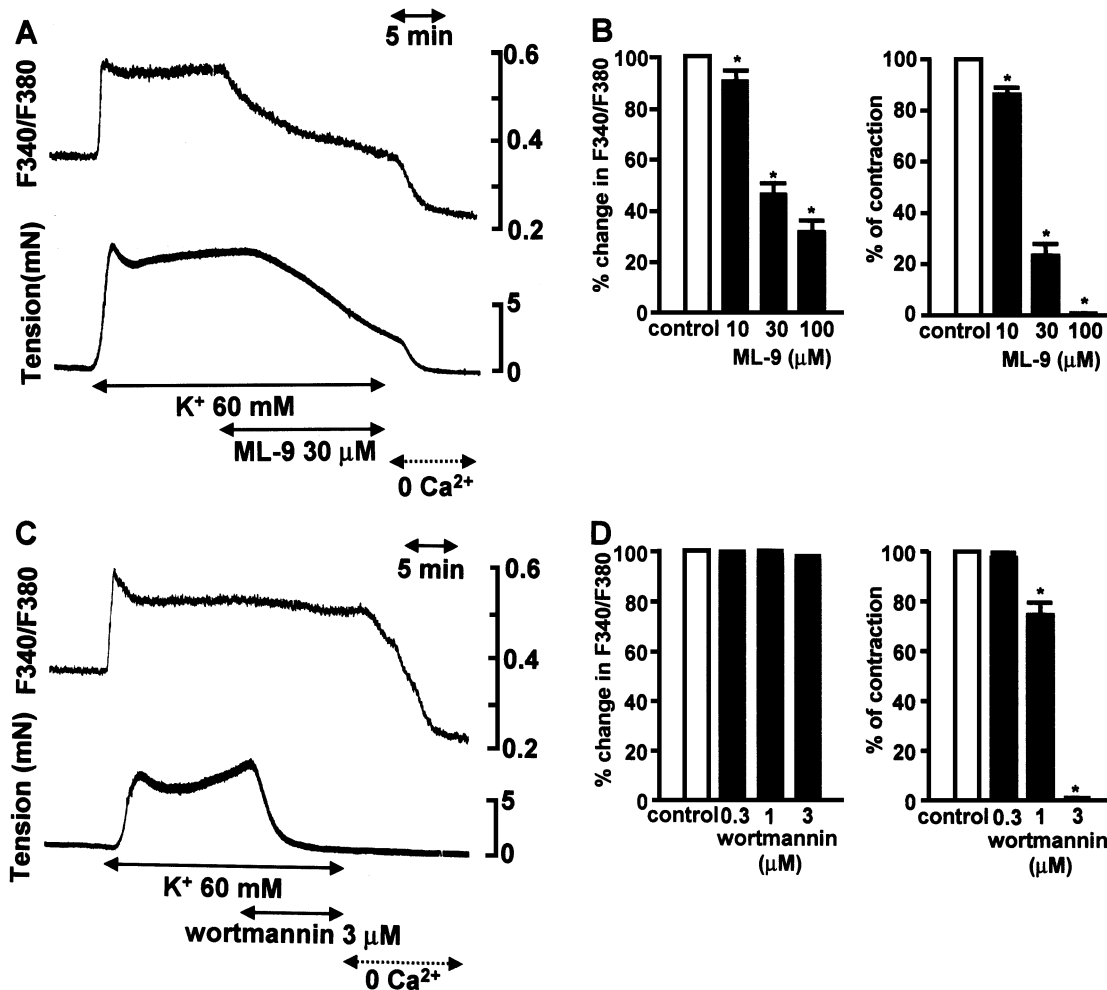 A
5 min
0.6
0.4
0.2
F340/F380
Tension(mN)
5
0
K+ 60 mM
ML-9 30 μM
0 Ca2+
B
100
80
60
40
20
0
% change in F340/F380
*
*
*
control 10 30 100
ML-9 (μM)
100
80
60
40
20
0
% of contraction
*
*
*
control 10 30 100
ML-9 (μM)
C
5 min
0.6
0.4
0.2
F340/F380
Tension (mN)
5
0
K+ 60 mM
wortmannin 3 μM
0 Ca2+
D
100
80
60
40
20
0
% change in F340/F380
control 0.3 1 3
wortmannin
(μM)
100
80
60
40
20
0
% of contraction
*
*
control 0.3 1 3
wortmannin
(μM)